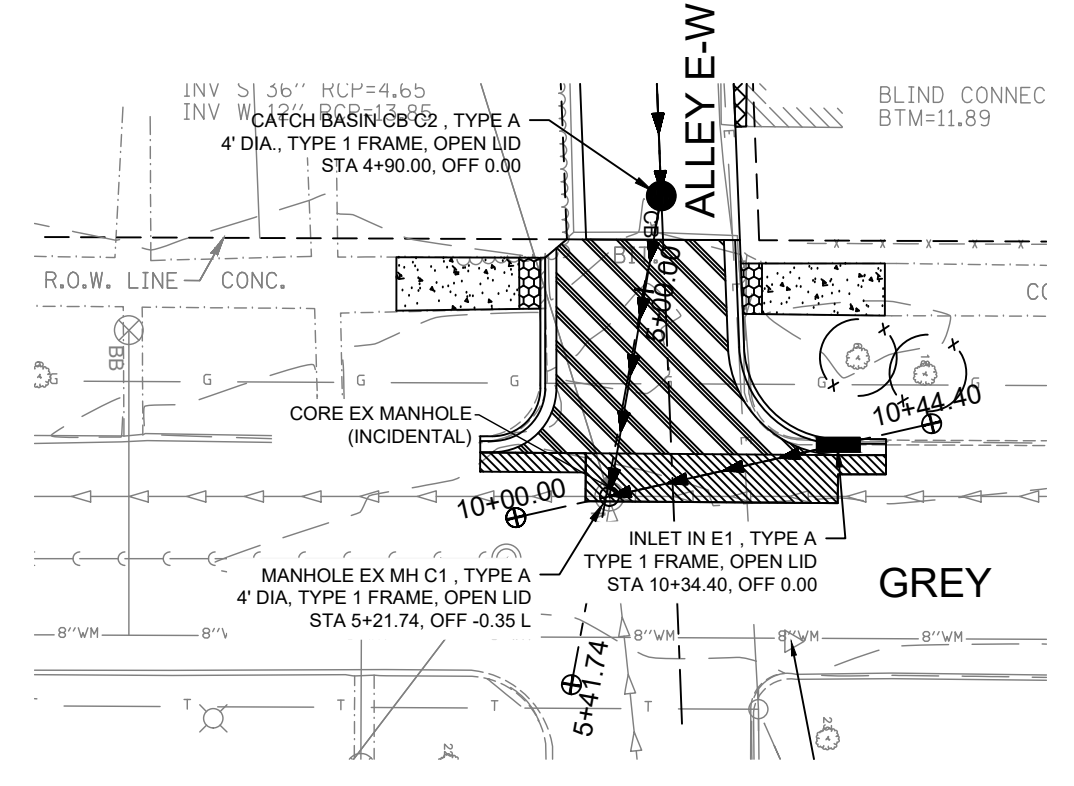 ALLEY E-W
INV S 36" RCP=4.65
INV W 12" RCP=13.85
CATCH BASIN CB C2 , TYPE A
4' DIA., TYPE 1 FRAME, OPEN LID
STA 4+90.00, OFF 0.00
BLIND CONNEC
BTM=11.89
CB
R.O.W. LINE
CONC.
BIT.
CO
5+00.00
BB
G
G
G
G
G
10+44.40
CORE EX MANHOLE
(INCIDENTAL)
10+00.00
INLET IN E1 , TYPE A
TYPE 1 FRAME, OPEN LID
STA 10+34.40, OFF 0.00
MANHOLE EX MH C1 , TYPE A
4' DIA, TYPE 1 FRAME, OPEN LID
STA 5+21.74, OFF -0.35 L
GREY
8"WM
8"V
8"WM
8"WM
8"WM
5+41.74
T
T
T
T